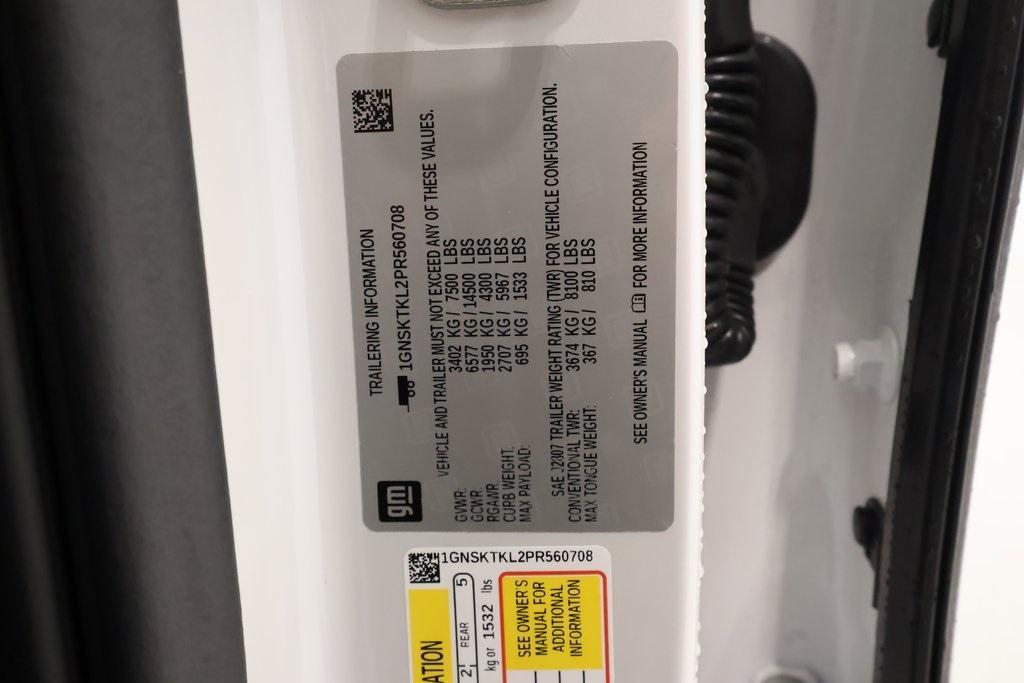 TRAILERING INFORMATION
1GNSKTKL2PR560708
VEHICLE AND TRAILER MUST NOT EXCEED ANY OF THESE VALUES.
GVWR: 3402 KG / 7500 LBS
GCWR: 6577 KG / 14500 LBS
RGAWR: 1950 KG / 4300 LBS
CURB WEIGHT: 2707 KG / 5967 LBS
MAX PAYLOAD: 695 KG / 1533 LBS
SAE J2807 TRAILER WEIGHT RATING (TWR) FOR VEHICLE CONFIGURATION.
CONVENTIONAL TWR: 3674 KG / 8100 LBS
MAX TONGUE WEIGHT: 367 KG / 810 LBS
SEE OWNER'S MANUAL FOR MORE INFORMATION
gm
1GNSKTKL2PR560708
ATION
2 REAR 5
kg or 1532 lbs
SEE OWNER'S
MANUAL FOR
ADDITIONAL
INFORMATION